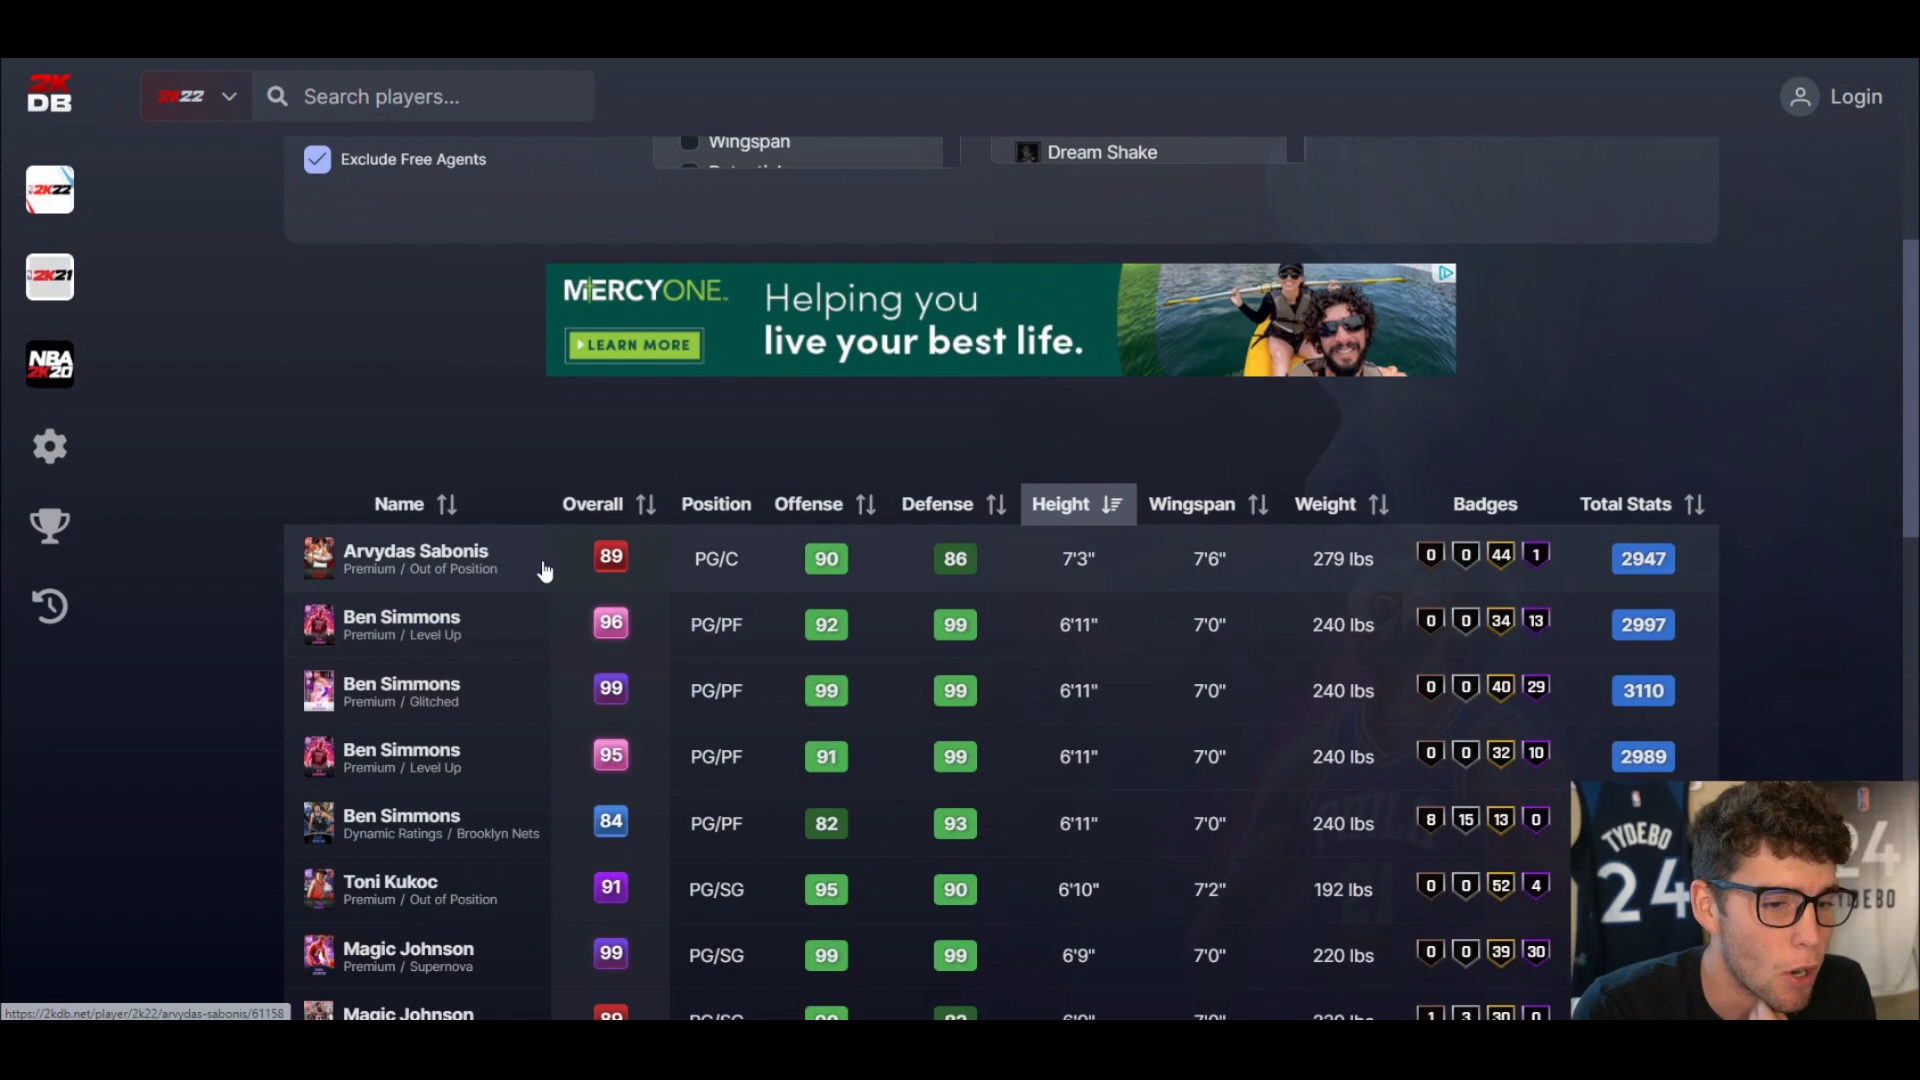 2K
DB
2K22
Search players...
Login
Exclude Free Agents
Wingspan
Dream Shake
2K22
2K21
NBA
2K20
MERCYONE.
LEARN MORE
Helping you
live your best life.
Name Overall Position Offense Defense Height Wingspan Weight Badges Total Stats
Arvydas Sabonis
Premium / Out of Position
89 PG/C 90 86 7'3" 7'6" 279 lbs 0 0 44 1 2947
Ben Simmons
Premium / Level Up
96 PG/PF 92 99 6'11" 7'0" 240 lbs 0 0 34 13 2997
Ben Simmons
Premium / Glitched
99 PG/PF 99 99 6'11" 7'0" 240 lbs 0 0 40 29 3110
Ben Simmons
Premium / Level Up
95 PG/PF 91 99 6'11" 7'0" 240 lbs 0 0 32 10 2989
Ben Simmons
Dynamic Ratings / Brooklyn Nets
84 PG/PF 82 93 6'11" 7'0" 240 lbs 8 15 13 0
Toni Kukoc
Premium / Out of Position
91 PG/SG 95 90 6'10" 7'2" 192 lbs 0 0 52 4
Magic Johnson
Premium / Supernova
99 PG/SG 99 99 6'9" 7'0" 220 lbs 0 0 39 30
Magic Johnson
https://2kdb.net/player/2k22/arvydas-sabonis/61158
TYDEBO
24
24